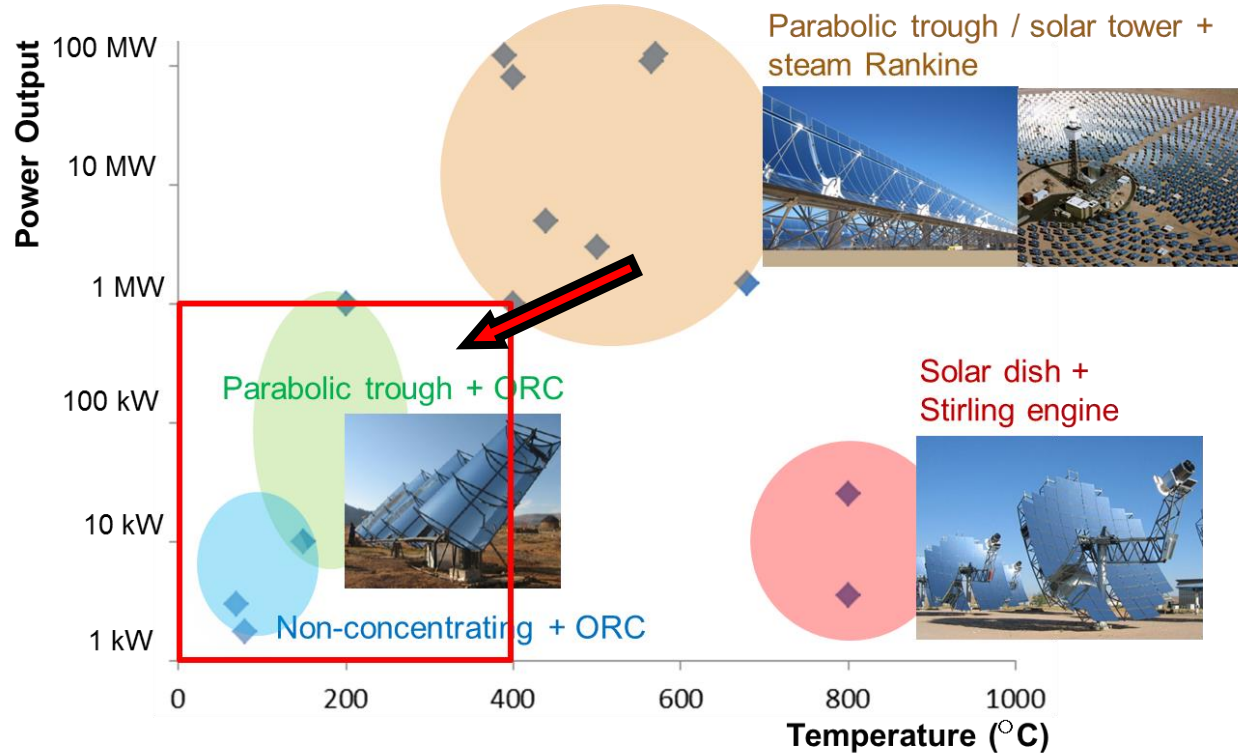 Parabolic trough / solar tower +
steam Rankine
Power Output
100 MW
10 MW
1 MW
100 kW
10 kW
1 kW
Parabolic trough + ORC
Solar dish +
Stirling engine
Non-concentrating + ORC
0 200 400 600 800 1000
Temperature (°C)